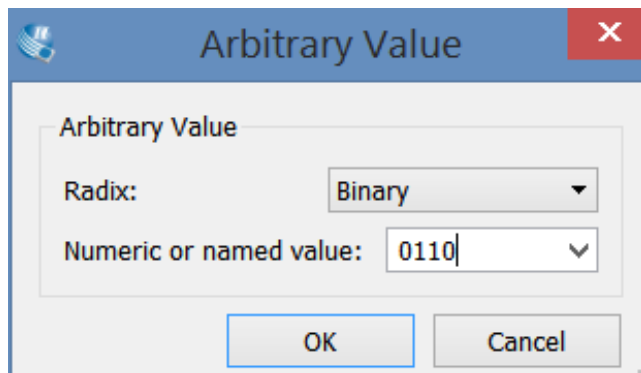 Arbitrary Value
Arbitrary Value
Radix: Binary
Numeric or named value: 0110
OK Cancel